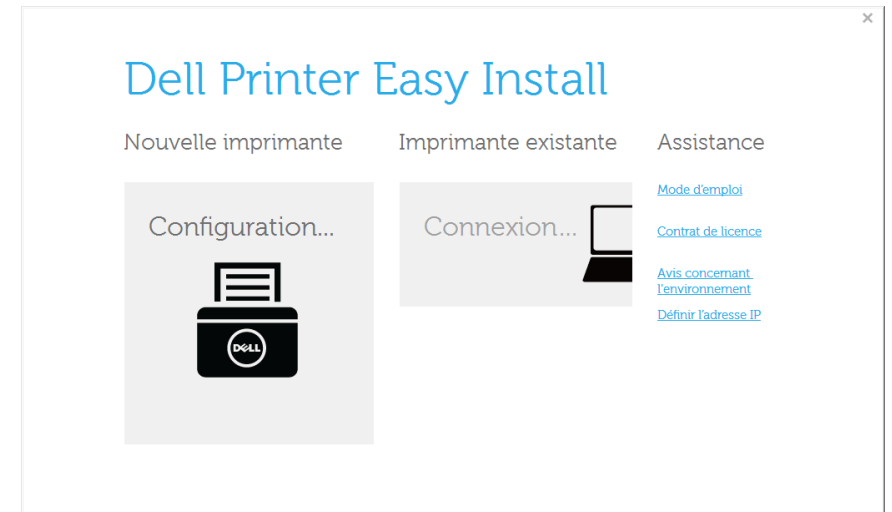 ×
Dell Printer Easy Install
Nouvelle imprimante
Configuration...
DELL
Imprimante existante
Connexion...
Assistance
Mode d'emploi
Contrat de licence
Avis concernant
l'environnement
Définir l'adresse IP